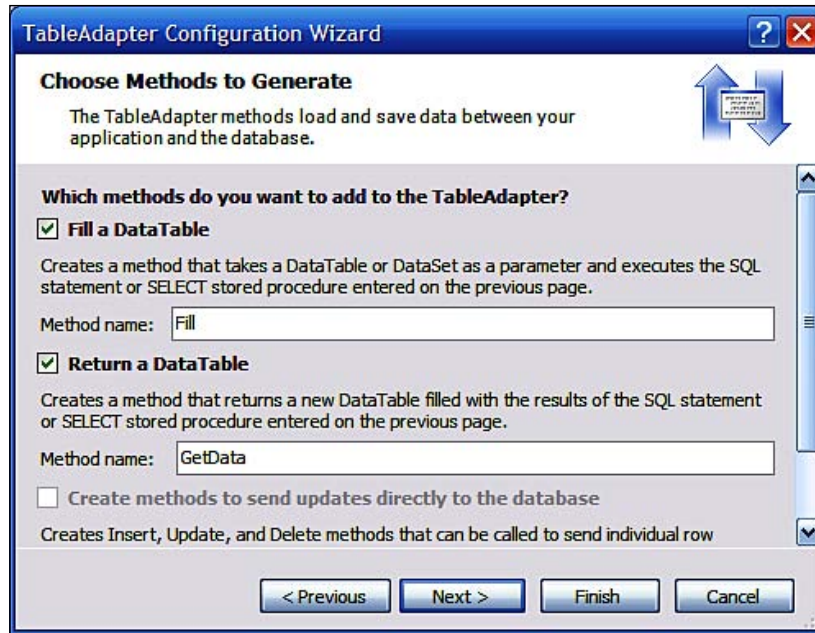 TableAdapter Configuration Wizard
?
Choose Methods to Generate
The TableAdapter methods load and save data between your
application and the database.
Which methods do you want to add to the TableAdapter?
Fill a DataTable
Creates a method that takes a DataTable or DataSet as a parameter and executes the SQL
statement or SELECT stored procedure entered on the previous page.
Method name: Fill
Return a DataTable
Creates a method that returns a new DataTable filled with the results of the SQL statement
or SELECT stored procedure entered on the previous page.
Method name: GetData
Create methods to send updates directly to the database
Creates Insert, Update, and Delete methods that can be called to send individual row
< Previous Next > Finish Cancel